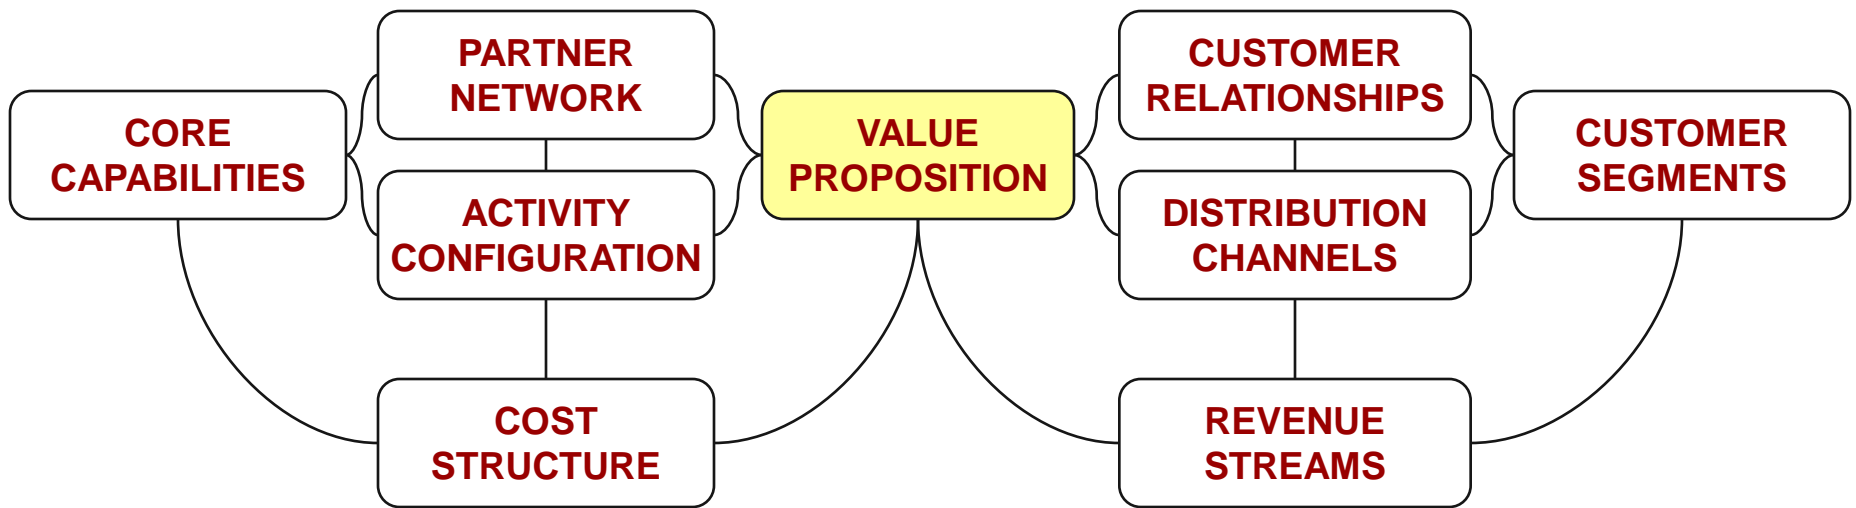 PARTNER
NETWORK
CUSTOMER
RELATIONSHIPS
CORE
CAPABILITIES
VALUE
PROPOSITION
CUSTOMER
SEGMENTS
ACTIVITY
CONFIGURATION
DISTRIBUTION
CHANNELS
COST
STRUCTURE
REVENUE
STREAMS